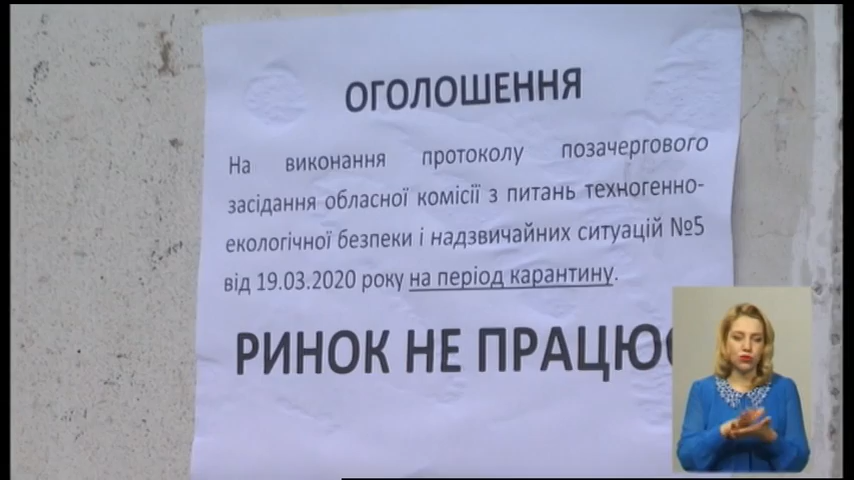 ОГОЛОШЕННЯ
На виконання протоколу позачергового
засідання обласної комісії з питань техногенно-
екологічної безпеки і надзвичайних ситуацій №5
від 19.03.2020 року на період карантину.
РИНОК НЕ ПРАЦЮЄ